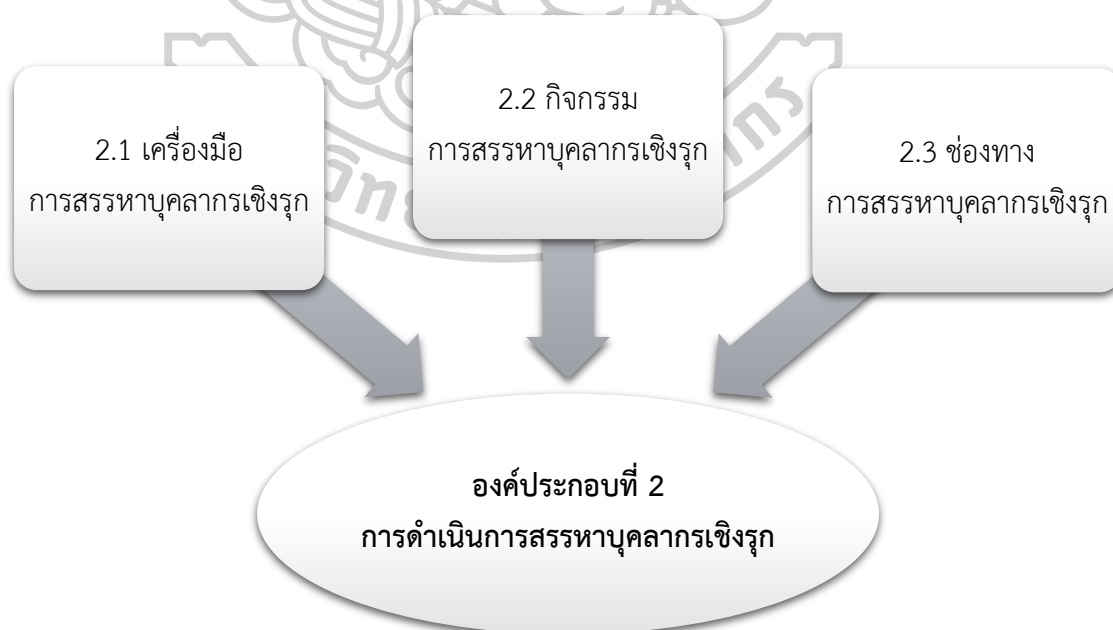 2.1 เครื่องมือ
การสรรหาบุคลากรเชิงรุก
2.2 กิจกรรม
การสรรหาบุคลากรเชิงรุก
2.3 ช่องทาง
การสรรหาบุคลากรเชิงรุก
องค์ประกอบที่ 2
การดำเนินการสรรหาบุคลากรเชิงรุก